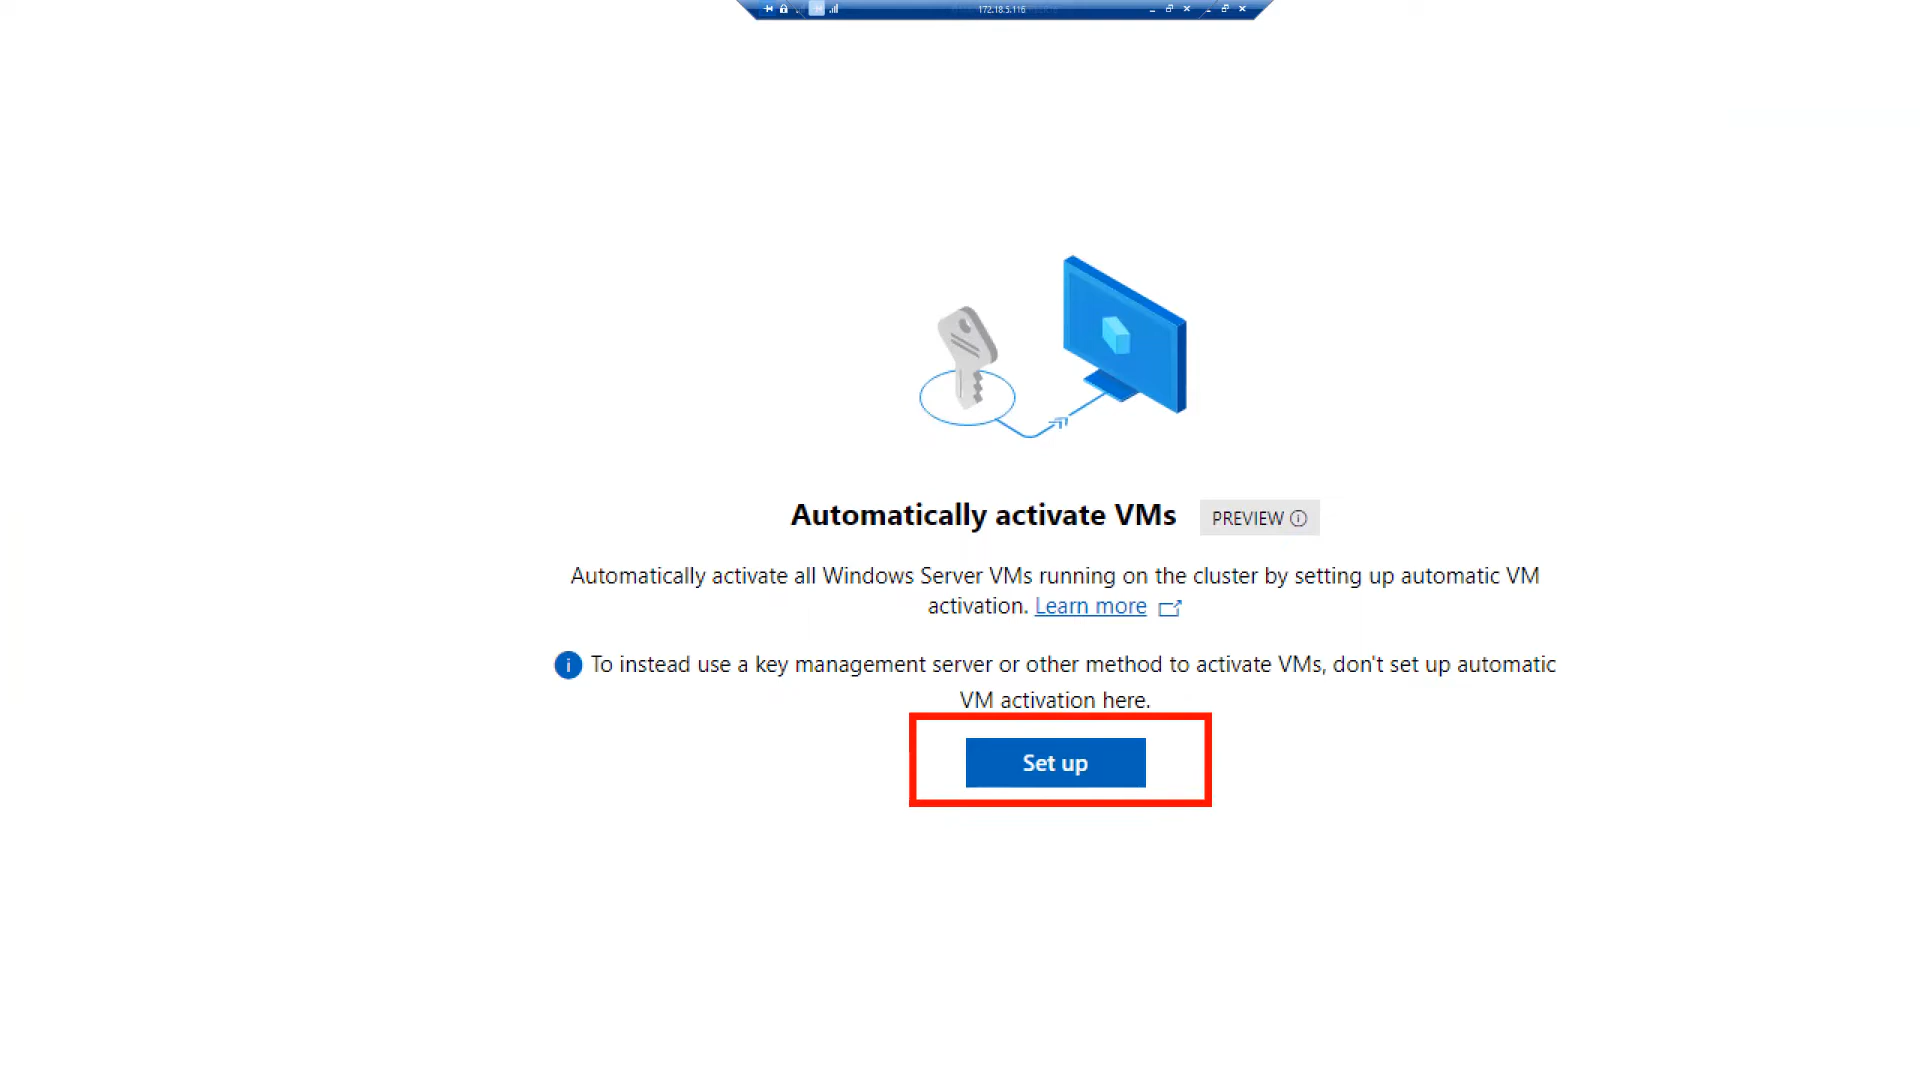 172.18.5.116
Automatically activate VMs PREVIEW
Automatically activate all Windows Server VMs running on the cluster by setting up automatic VM
activation. Learn more
To instead use a key management server or other method to activate VMs, don't set up automatic
VM activation here.
Set up